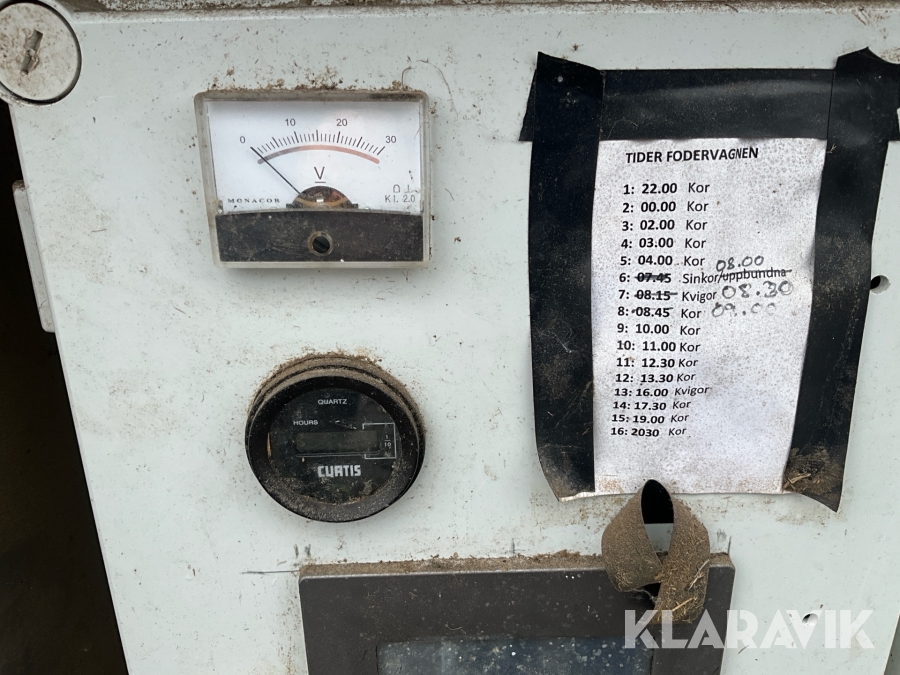 0 10 20 30
V
Ω
MONACOR KL 2.0
QUARTZ
HOURS
1
10
CURTIS
TIDER FODERVAGNEN
1: 22.00 Kor
2: 00.00 Kor
3: 02.00 Kor
4: 03.00 Kor
5: 04.00 Kor 08.00
6: 07.45 Sinkor/uppbundna
7: 08.15 Kvigor 08.30
8: 08.45 Kor 09.00
9: 10.00 Kor
10: 11.00 Kor
11: 12.30 Kor
12: 13.30 Kor
13: 16.00 Kvigor
14: 17.30 Kor
15: 19.00 Kor
16: 2030 Kor
KLARAVIK